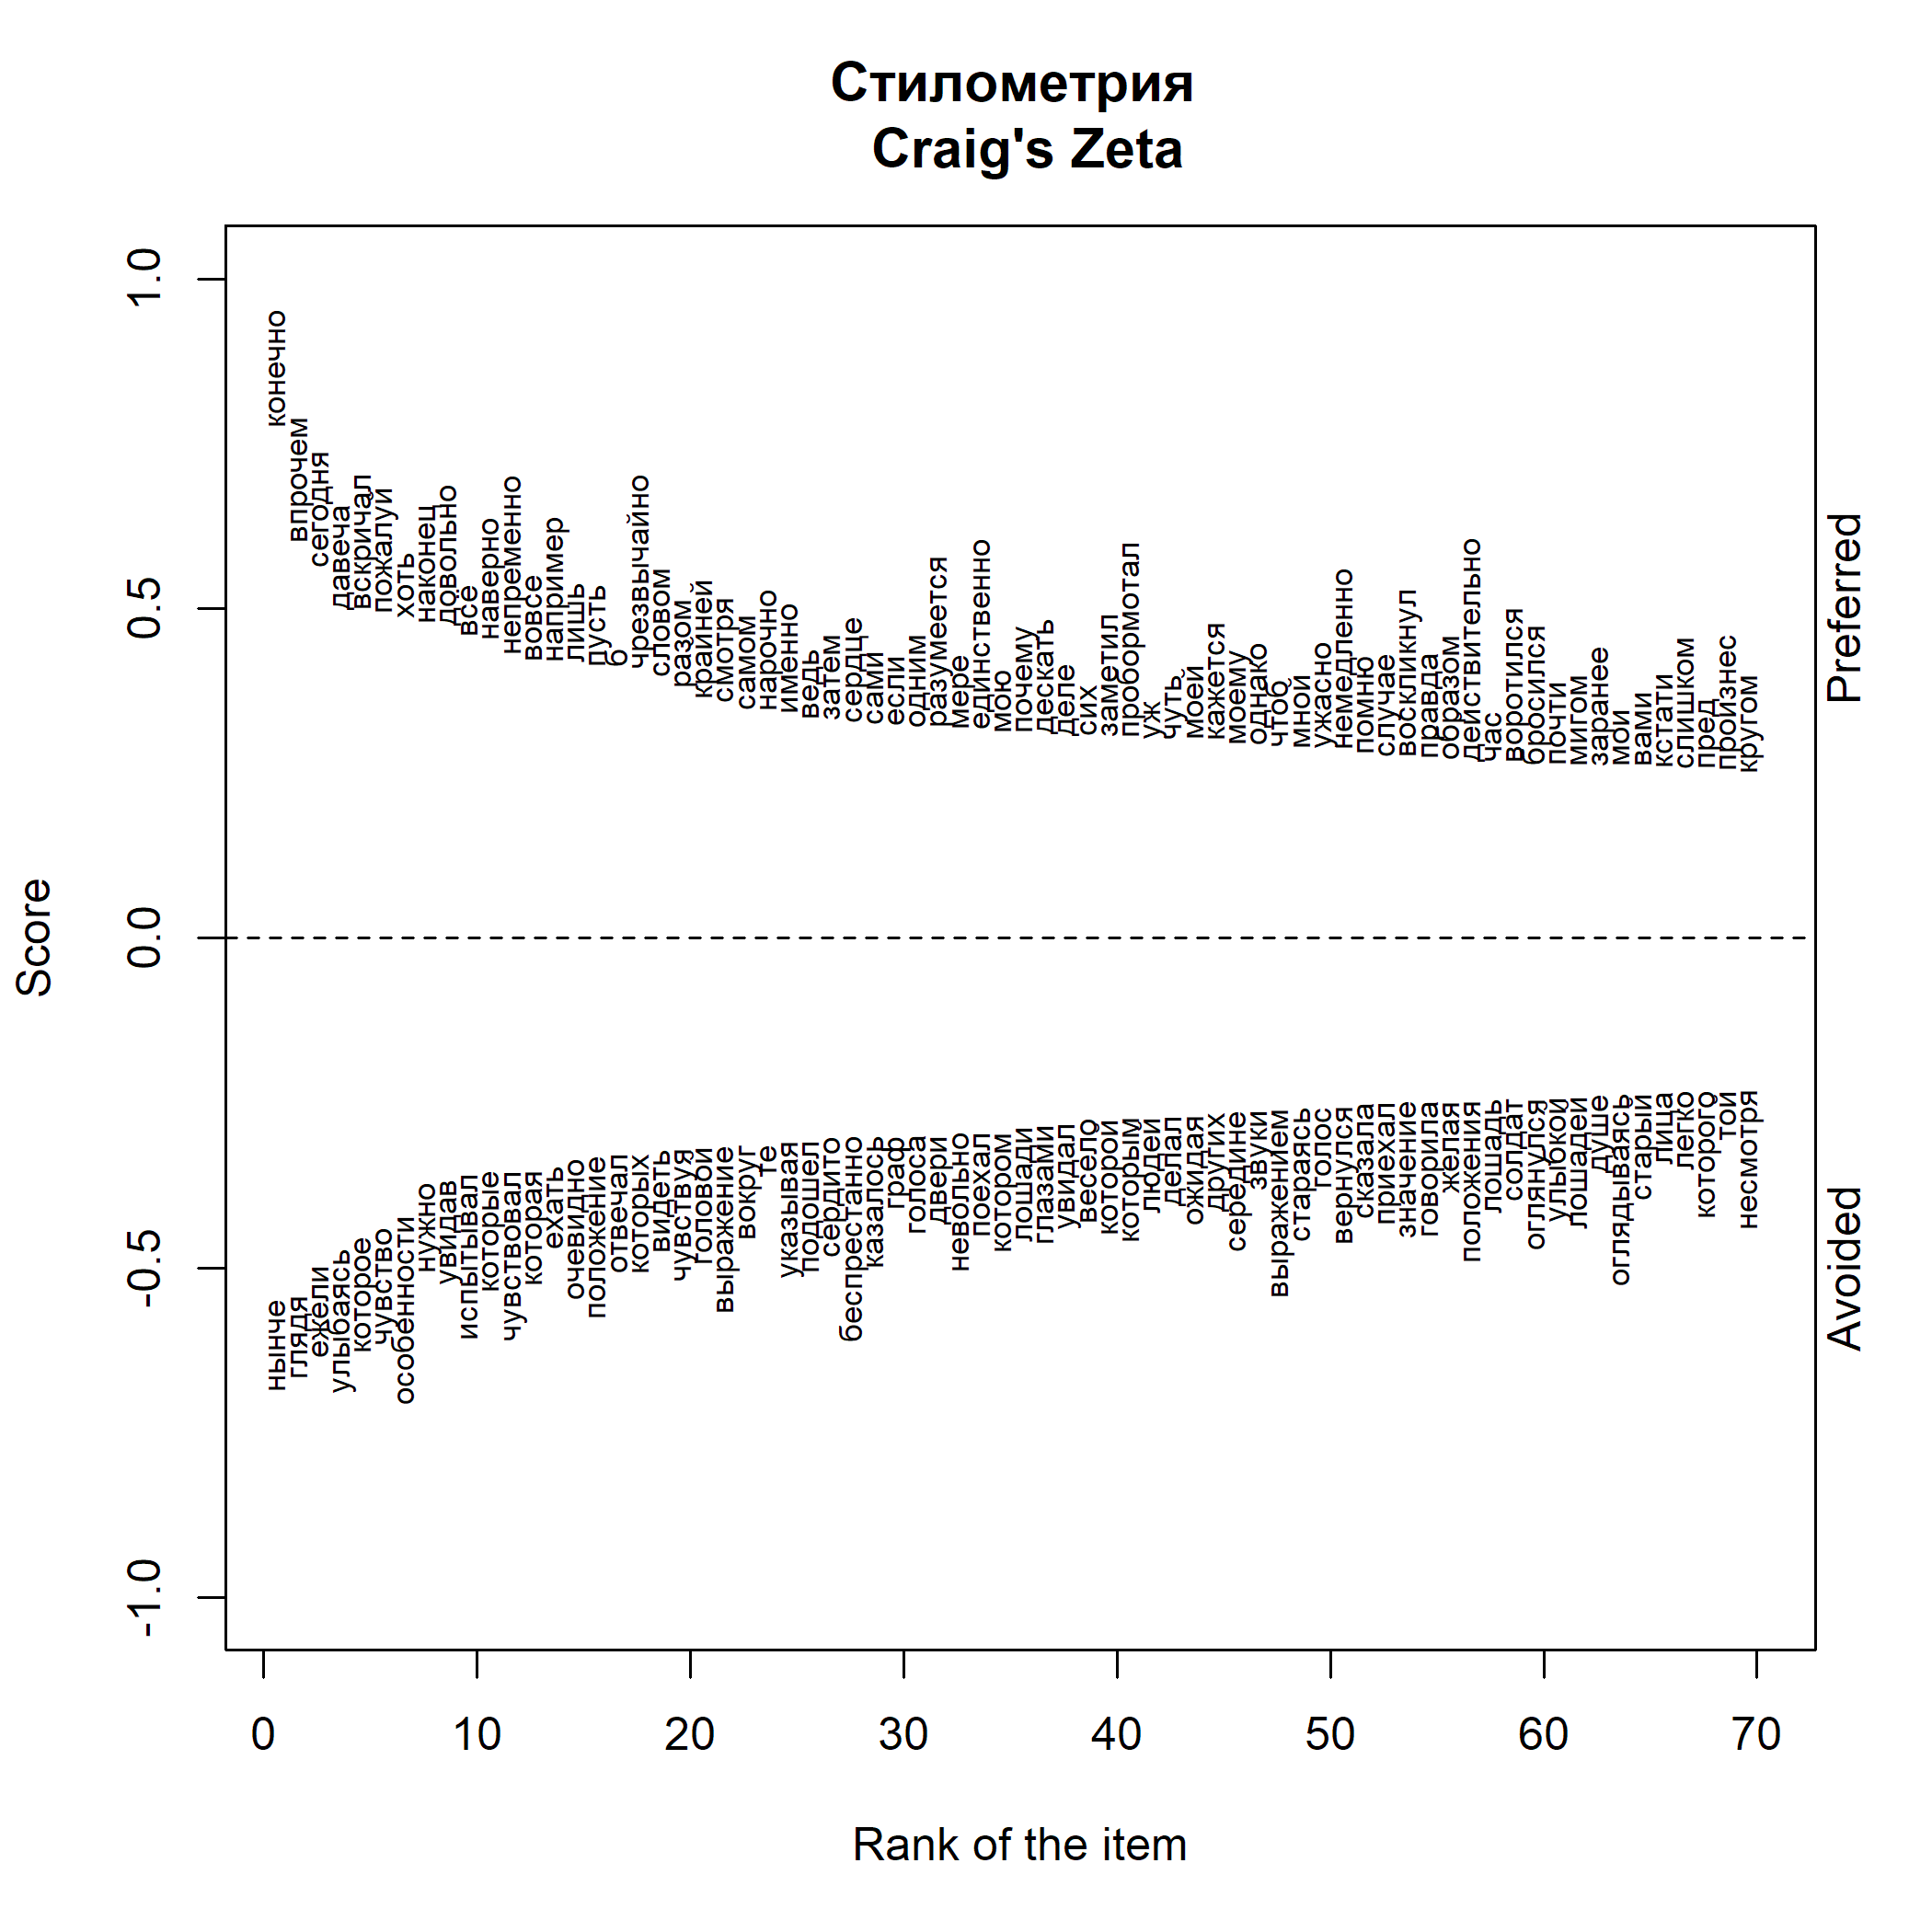 Стилометрия
Craig's Zeta
Score
1.0
0.5
0.0
-0.5
-1.0
конечно
впрочем
сегодня
давеча
вскричал
пожалуй
хоть
наконец
довольно
всё
наверно
непременно
вовсе
например
лишь
пусть
б
чрезвычайно
словом
разом
крайней
смотря
самом
нарочно
именно
ведь
затем
сердце
сами
если
одним
разумеется
мере
единственно
мою
почему
дескать
деле
сих
заметил
пробормотал
уж
чуть
моей
кажется
моему
однако
чтоб
мной
ужасно
немедленно
помню
случае
воскликнул
правда
образом
действительно
час
воротился
бросился
почти
мигом
заранее
мои
вами
кстати
слишком
пред
произнес
кругом
Preferred
нынче
глядя
ежели
улыбаясь
которое
чувство
особенности
нужно
увидав
испытывал
которые
чувствовал
которая
ехать
очевидно
положение
отвечал
которых
видеть
чувствуя
головой
выражение
вокруг
те
указывая
подошел
сердито
беспрестанно
казалось
граф
голоса
двери
невольно
поехал
котором
лошади
глазами
увидал
весело
которой
которым
людей
делал
ожидая
других
середине
звуки
выражением
стараясь
голос
вернулся
сказала
приехал
значение
говорила
желая
положения
лошадь
солдат
оглянулся
улыбкой
лошадей
душе
оглядываясь
старый
лица
легко
которого
той
несмотря
Avoided
0 10 20 30 40 50 60 70
Rank of the item